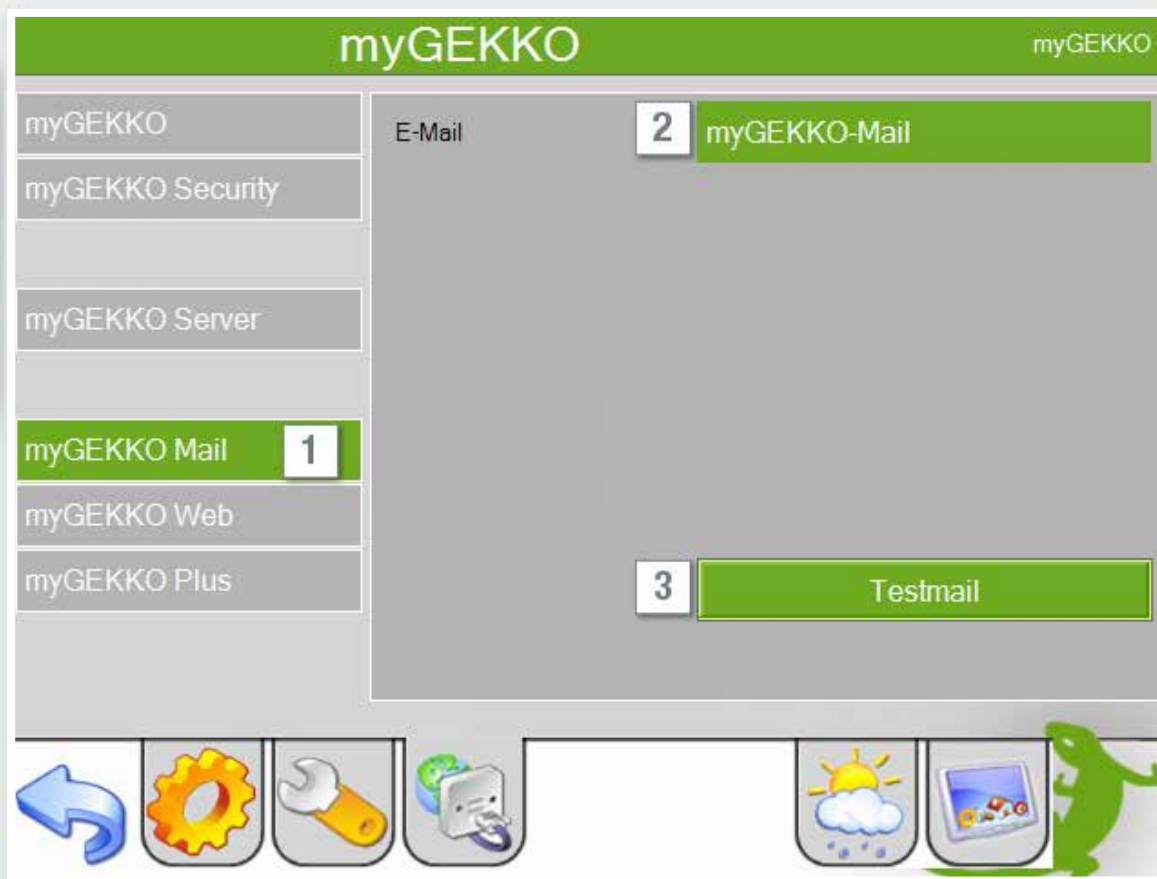 myGEKKO
myGEKKO
myGEKKO
myGEKKO Security
myGEKKO Server
myGEKKO Mail 1
myGEKKO Web
myGEKKO Plus
E-Mail 2 myGEKKO-Mail
3 Testmail